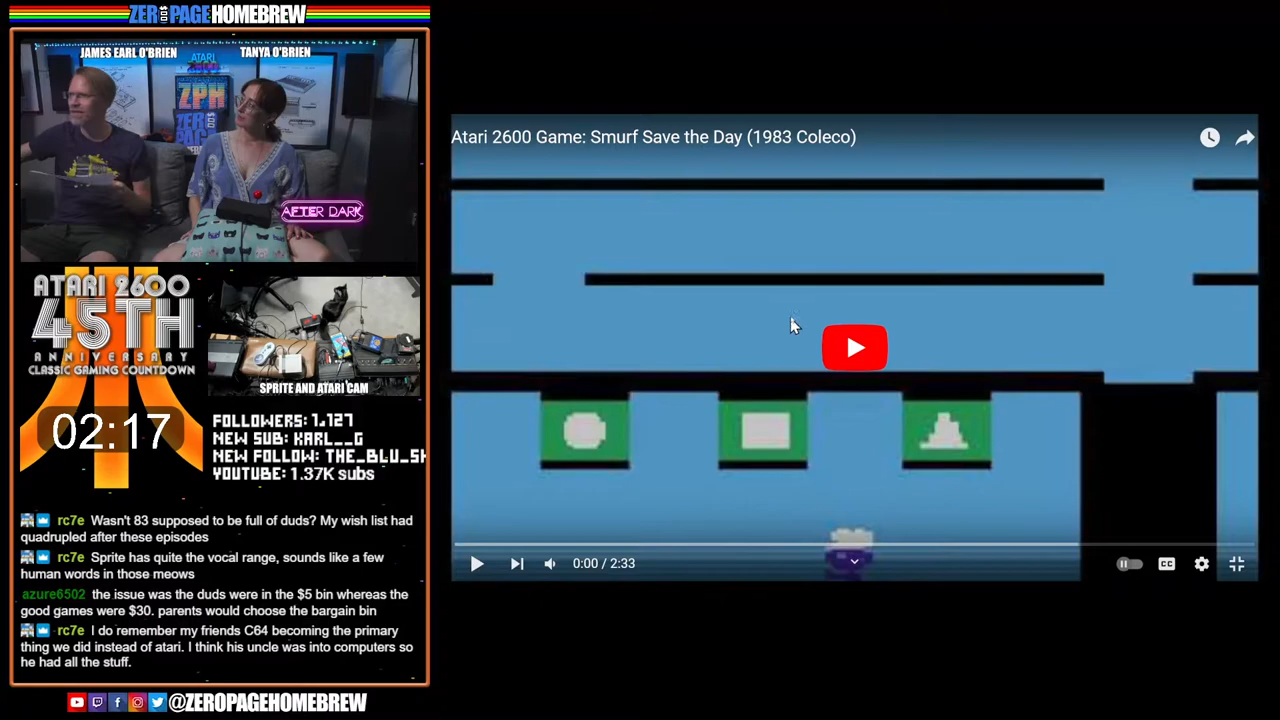 ZEROPAGEHOMEBREW
JAMES EARL O'BRIEN
TANYA O'BRIEN
ATARI
ZPH
ZERO
PAGE
AFTER DARK
ATARI 2600
45TH
ANNIVERSARY
CLASSIC GAMING COUNTDOWN
02:17
SPRITE AND ATARI CAM
FOLLOWERS: 1,127
NEW SUB: KARL__G
NEW FOLLOW: THE_BLU_SH
YOUTUBE: 1.37K subs
rc7e Wasn't 83 supposed to be full of duds? My wish list had
quadrupled after these episodes
rc7e Sprite has quite the vocal range, sounds like a few
human words in those meows
azure6502 the issue was the duds were in the $5 bin whereas the
good games were $30. parents would choose the bargain bin
rc7e I do remember my friends C64 becoming the primary
thing we did instead of atari. I think his uncle was into computers so
he had all the stuff.
@ZEROPAGEHOMEBREW
Atari 2600 Game: Smurf Save the Day (1983 Coleco)
0:00 / 2:33
CC